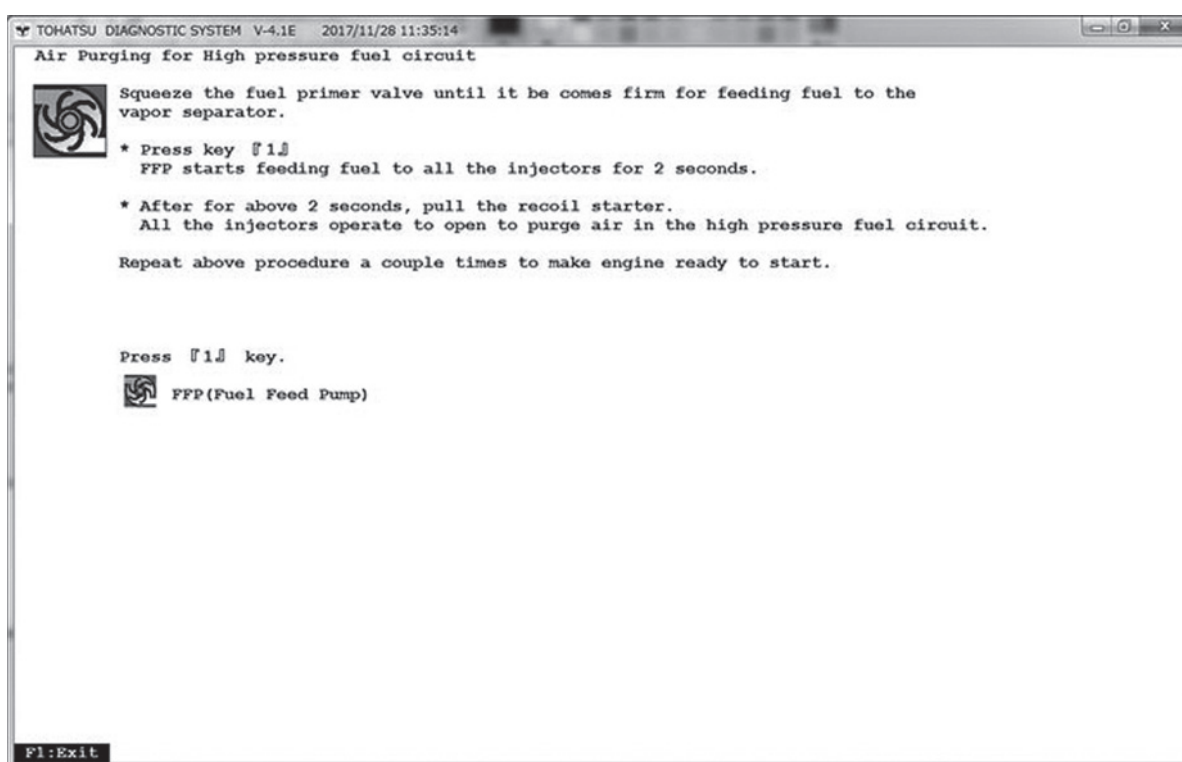 TOHATSU DIAGNOSTIC SYSTEM V-4.1E 2017/11/28 11:35:14
Air Purging for High pressure fuel circuit
Squeeze the fuel primer valve until it be comes firm for feeding fuel to the
vapor separator.
* Press key 『1』
FFP starts feeding fuel to all the injectors for 2 seconds.
* After for above 2 seconds, pull the recoil starter.
All the injectors operate to open to purge air in the high pressure fuel circuit.
Repeat above procedure a couple times to make engine ready to start.
Press 『1』 key.
FFP(Fuel Feed Pump)
F1:Exit